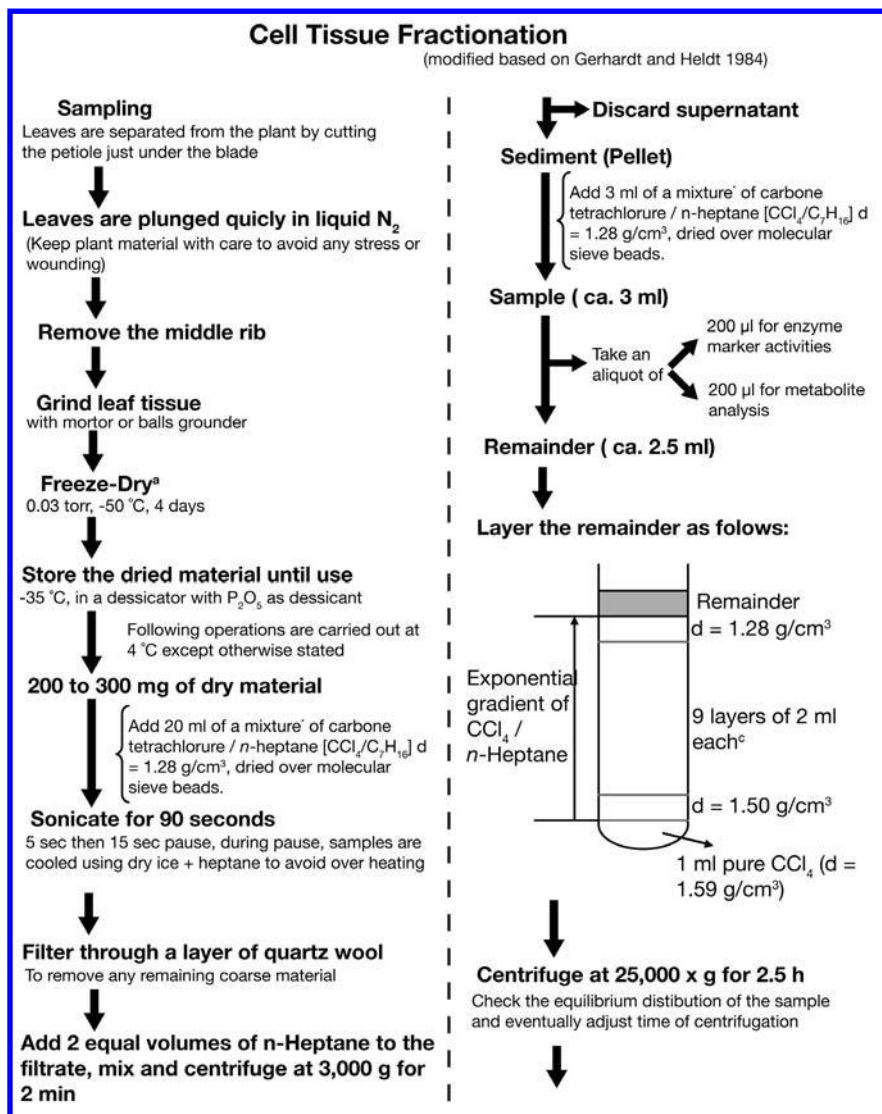 Cell Tissue Fractionation
(modified based on Gerhardt and Heldt 1984)
Sampling
Leaves are separated from the plant by cutting
the petiole just under the blade
Leaves are plunged quicly in liquid N₂
(Keep plant material with care to avoid any stress or
wounding)
Remove the middle rib
Grind leaf tissue
with mortor or balls grounder
Freeze-Dryᵃ
0.03 torr, -50 °C, 4 days
Store the dried material until use
-35 °C, in a dessicator with P₂O₅ as dessicant
Following operations are carried out at
4 °C except otherwise stated
200 to 300 mg of dry material
Add 20 ml of a mixture* of carbone
tetrachlorure / n-heptane [CCl₄/C₇H₁₆] d
= 1.28 g/cm³, dried over molecular
sieve beads.
Sonicate for 90 seconds
5 sec then 15 sec pause, during pause, samples are
cooled using dry ice + heptane to avoid over heating
Filter through a layer of quartz wool
To remove any remaining coarse material
Add 2 equal volumes of n-Heptane to the
filtrate, mix and centrifuge at 3,000 g for
2 min
Discard supernatant
Sediment (Pellet)
Add 3 ml of a mixture* of carbone
tetrachlorure / n-heptane [CCl₄/C₇H₁₆] d
= 1.28 g/cm³, dried over molecular
sieve beads.
Sample ( ca. 3 ml)
Take an
aliquot of
200 µl for enzyme
marker activities
200 µl for metabolite
analysis
Remainder ( ca. 2.5 ml)
Layer the remainder as folows:
Remainder
d = 1.28 g/cm³
Exponential
gradient of
CCl₄ /
n-Heptane
9 layers of 2 ml
eachᶜ
d = 1.50 g/cm³
1 ml pure CCl₄ (d =
1.59 g/cm³)
Centrifuge at 25,000 x g for 2.5 h
Check the equilibrium distibution of the sample
and eventually adjust time of centrifugation